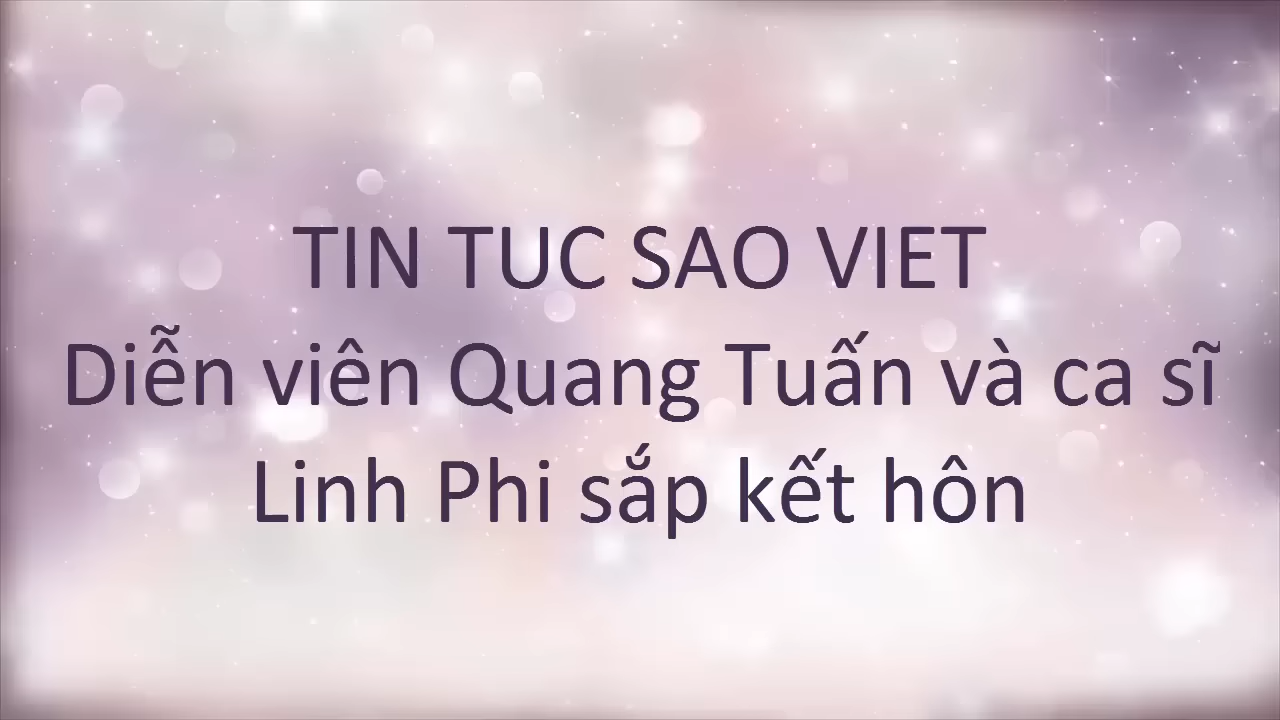 TIN TUC SAO VIET
Diễn viên Quang Tuấn và ca sĩ
Linh Phi sắp kết hôn